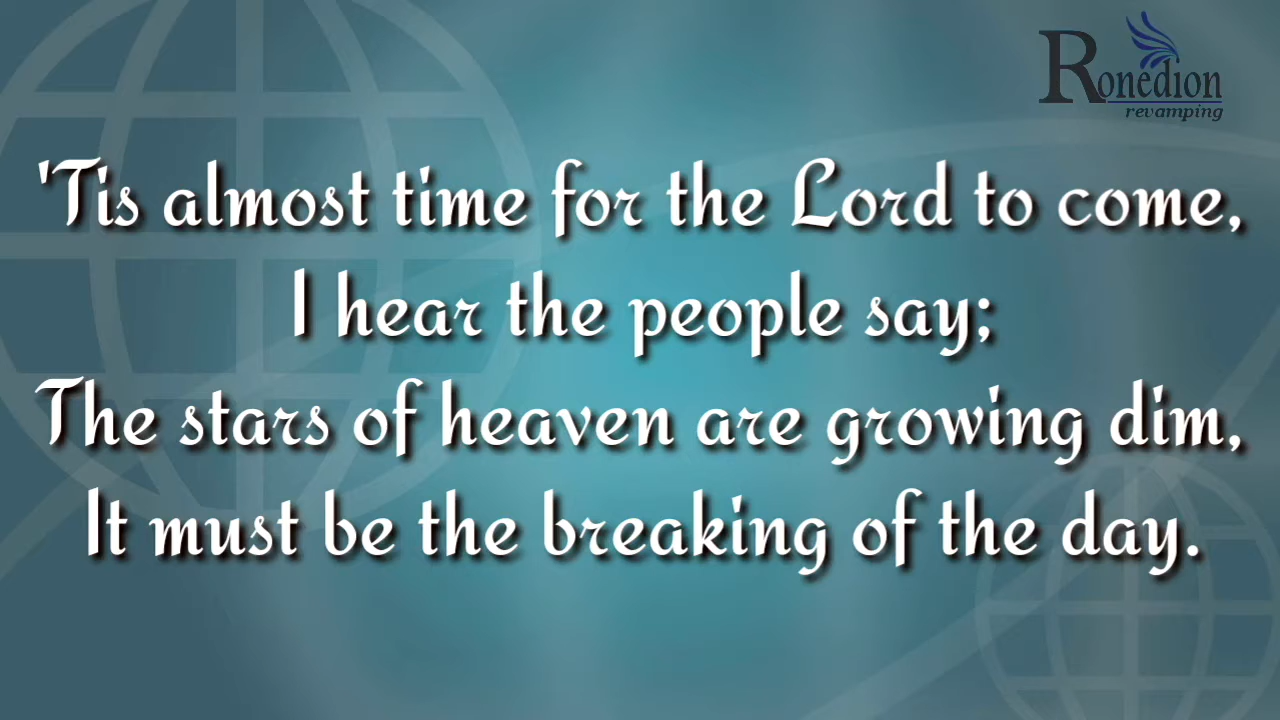 Ronedion
revamping
'Tis almost time for the Lord to come,
I hear the people say;
The stars of heaven are growing dim,
It must be the breaking of the day.